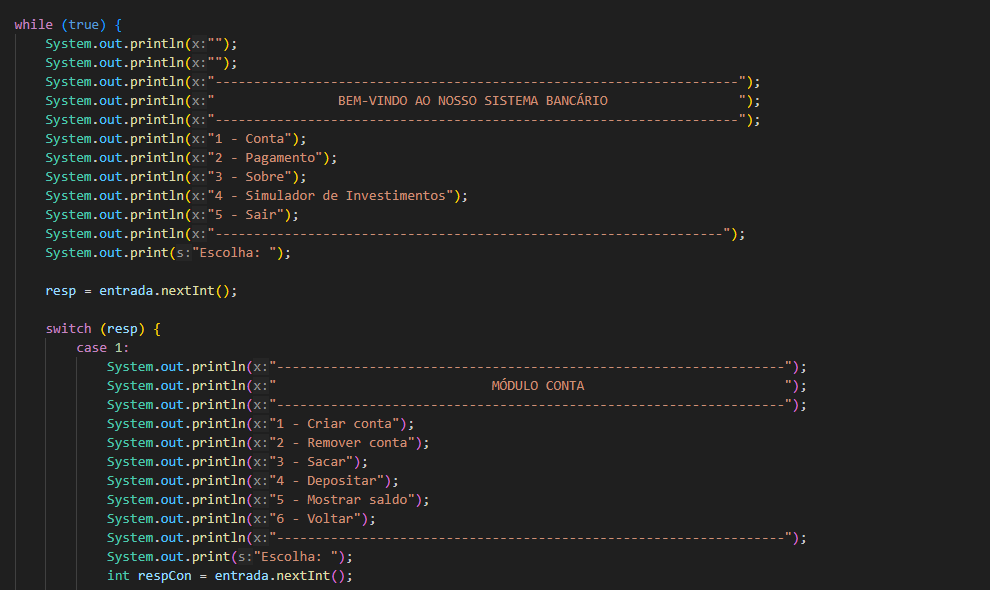 while (true) {
System.out.println(x:"");
System.out.println(x:"");
System.out.println(x:"--------------------------------------------------------------------");
System.out.println(x:"                BEM-VINDO AO NOSSO SISTEMA BANCÁRIO                 ");
System.out.println(x:"--------------------------------------------------------------------");
System.out.println(x:"1 - Conta");
System.out.println(x:"2 - Pagamento");
System.out.println(x:"3 - Sobre");
System.out.println(x:"4 - Simulador de Investimentos");
System.out.println(x:"5 - Sair");
System.out.println(x:"------------------------------------------------------------------");
System.out.print(s:"Escolha: ");
resp = entrada.nextInt();
switch (resp) {
case 1:
System.out.println(x:"------------------------------------------------------------------");
System.out.println(x:"                            MÓDULO CONTA                          ");
System.out.println(x:"------------------------------------------------------------------");
System.out.println(x:"1 - Criar conta");
System.out.println(x:"2 - Remover conta");
System.out.println(x:"3 - Sacar");
System.out.println(x:"4 - Depositar");
System.out.println(x:"5 - Mostrar saldo");
System.out.println(x:"6 - Voltar");
System.out.println(x:"------------------------------------------------------------------");
System.out.print(s:"Escolha: ");
int respCon = entrada.nextInt();